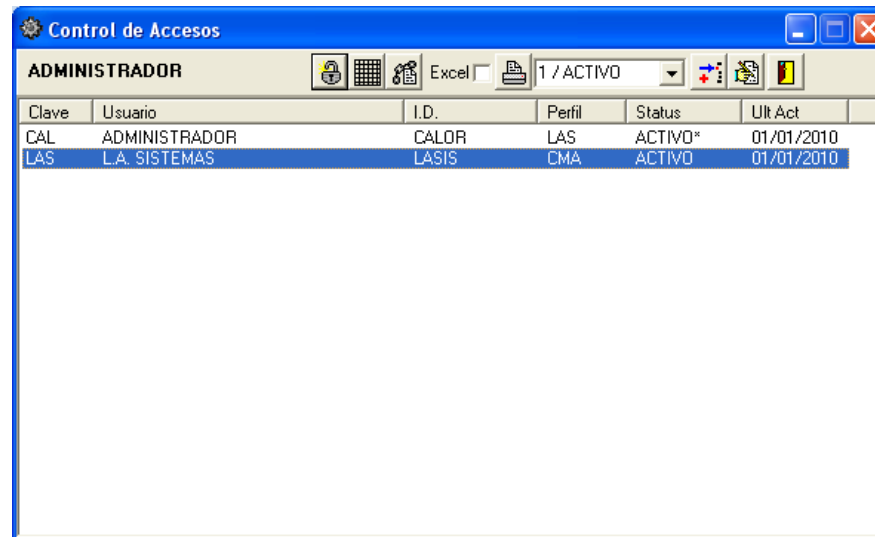 Control de Accesos
ADMINISTRADOR Excel 1 / ACTIVO
Clave Usuario I.D. Perfil Status Ult Act
CAL ADMINISTRADOR CALOR LAS ACTIVO* 01/01/2010
LAS L.A. SISTEMAS LASIS CMA ACTIVO 01/01/2010